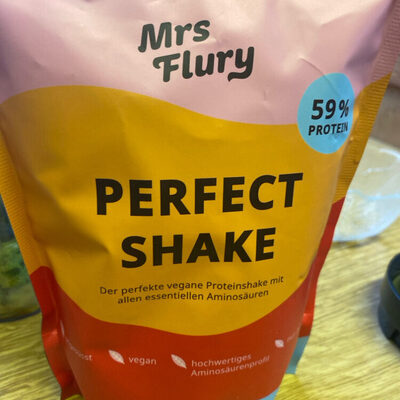 Mrs
Flury
59%
PROTEIN
PERFECT
SHAKE
Der perfekte vegane Proteinshake mit
allen essentiellen Aminosäuren
vegan
hochwertiges
Aminosäurenprofil